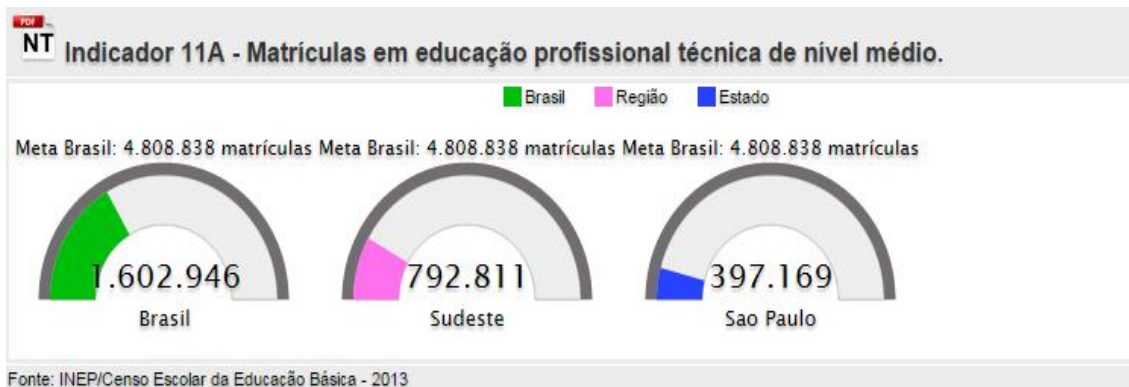 PDF
NT Indicador 11A - Matrículas em educação profissional técnica de nível médio.
Brasil Região Estado
Meta Brasil: 4.808.838 matrículas Meta Brasil: 4.808.838 matrículas Meta Brasil: 4.808.838 matrículas
1.602.946 792.811 397.169
Brasil Sudeste Sao Paulo
Fonte: INEP/Censo Escolar da Educação Básica - 2013